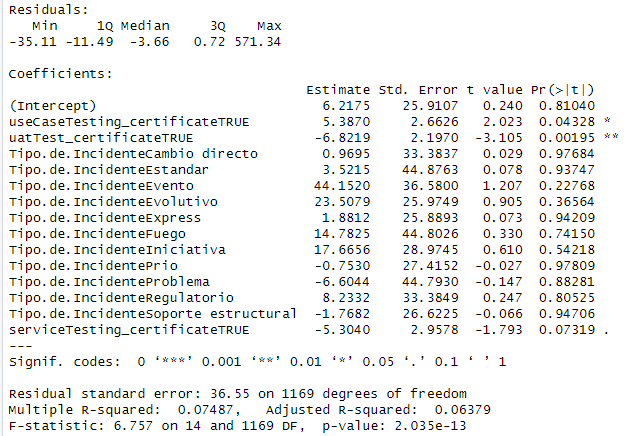 Residuals:
    Min      1Q  Median      3Q     Max
-35.11 -11.49   -3.66    0.72  571.34

Coefficients:
                                      Estimate Std. Error t value Pr(>|t|)
(Intercept)                             6.2175    25.9107   0.240  0.81040
useCaseTesting_certificateTRUE          5.3870     2.6626   2.023  0.04328 *
uatTest_certificateTRUE                -6.8219     2.1970  -3.105  0.00195 **
Tipo.de.IncidenteCambio directo         0.9695    33.3837   0.029  0.97684
Tipo.de.IncidenteEstandar               3.5215    44.8763   0.078  0.93747
Tipo.de.IncidenteEvento                44.1520    36.5800   1.207  0.22768
Tipo.de.IncidenteEvolutivo             23.5079    25.9749   0.905  0.36564
Tipo.de.IncidenteExpress                1.8812    25.8893   0.073  0.94209
Tipo.de.IncidenteFuego                 14.7825    44.8026   0.330  0.74150
Tipo.de.IncidenteIniciativa            17.6656    28.9745   0.610  0.54218
Tipo.de.IncidentePrio                  -0.7530    27.4152  -0.027  0.97809
Tipo.de.IncidenteProblema              -6.6044    44.7930  -0.147  0.88281
Tipo.de.IncidenteRegulatorio            8.2332    33.3849   0.247  0.80525
Tipo.de.IncidenteSoporte estructural   -1.7682    26.6225  -0.066  0.94706
serviceTesting_certificateTRUE         -5.3040     2.9578  -1.793  0.07319 .
---
Signif. codes:  0 ‘***’ 0.001 ‘**’ 0.01 ‘*’ 0.05 ‘.’ 0.1 ‘ ’ 1

Residual standard error: 36.55 on 1169 degrees of freedom
Multiple R-squared:  0.07487,	Adjusted R-squared:  0.06379
F-statistic: 6.757 on 14 and 1169 DF,  p-value: 2.035e-13